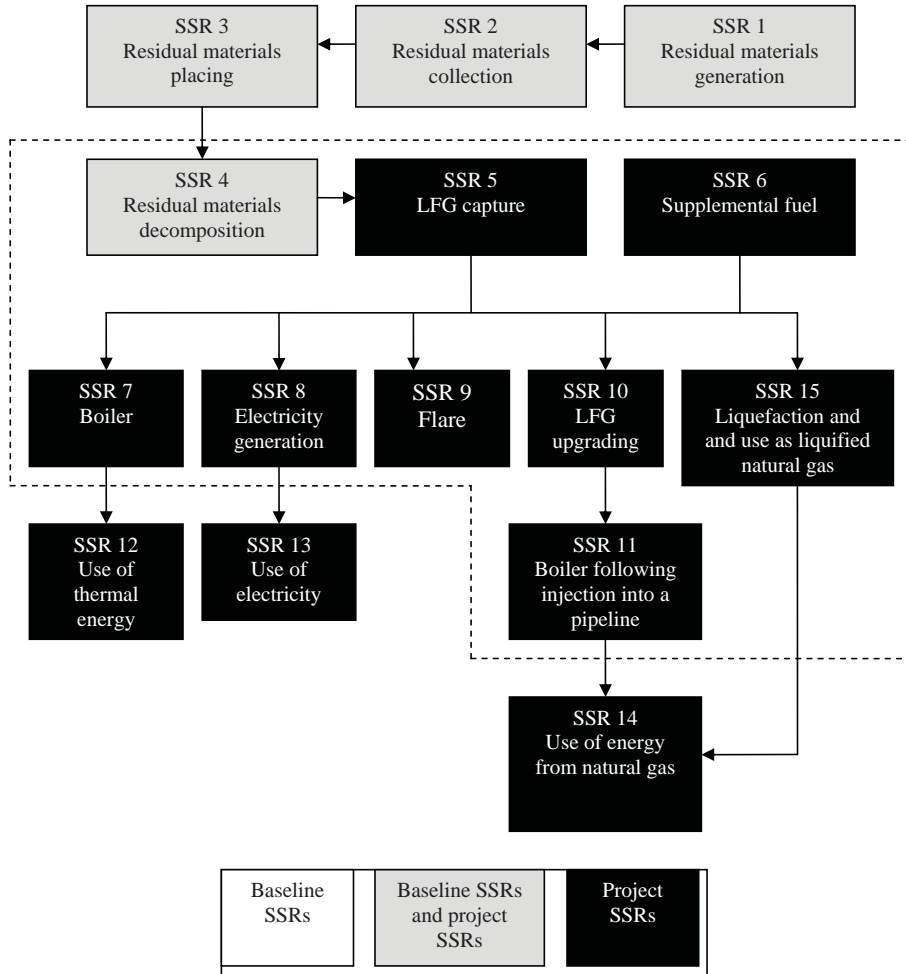 SSR 3
Residual materials
placing
SSR 2
Residual materials
collection
SSR 1
Residual materials
generation
SSR 4
Residual materials
decomposition
SSR 5
LFG capture
SSR 6
Supplemental fuel
SSR 7
Boiler
SSR 8
Electricity
generation
SSR 9
Flare
SSR 10
LFG
upgrading
SSR 15
Liquefaction and
and use as liquified
natural gas
SSR 12
Use of
thermal
energy
SSR 13
Use of
electricity
SSR 11
Boiler following
injection into a
pipeline
SSR 14
Use of energy
from natural gas
Baseline
SSRs
Baseline SSRs
and project
SSRs
Project
SSRs